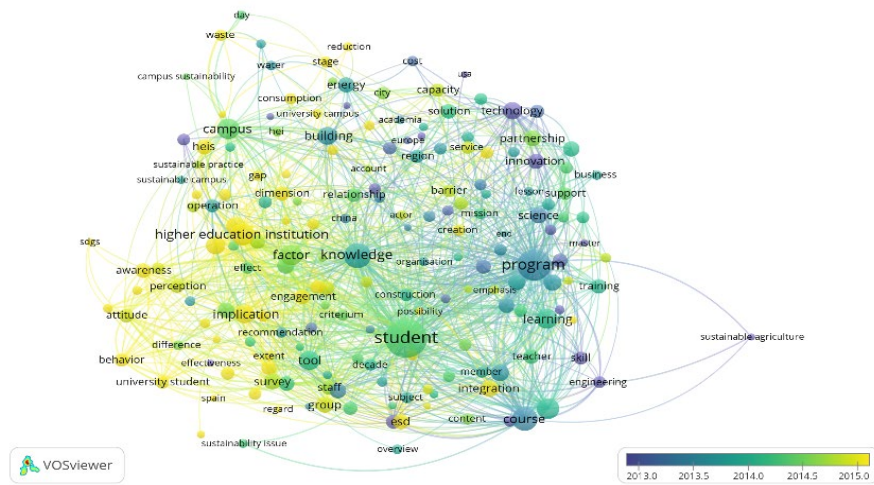 day
waste
reduction
water
stage
cost
usa
campus sustainability
energy
city
capacity
consumption
university campus
solution
technology
academia
campus
hei
building
europe
partnership
heis
region
service
innovation
sustainable practice
account
business
sustainable campus
gap
dimension
relationship
barrier
lesson
support
operation
china
actor
mission
science
creation
sdgs
higher education institution
end
master
factor
knowledge
organisation
program
awareness
effect
perception
engagement
construction
emphasis
training
attitude
implication
criterium
possibility
learning
recommendation
student
sustainable agriculture
difference
behavior
effectiveness
extent
tool
decade
teacher
skill
university student
survey
staff
member
integration
engineering
spain
regard
group
subject
esd
content
course
sustainability issue
overview
VOSviewer
2013.0 2013.5 2014.0 2014.5 2015.0